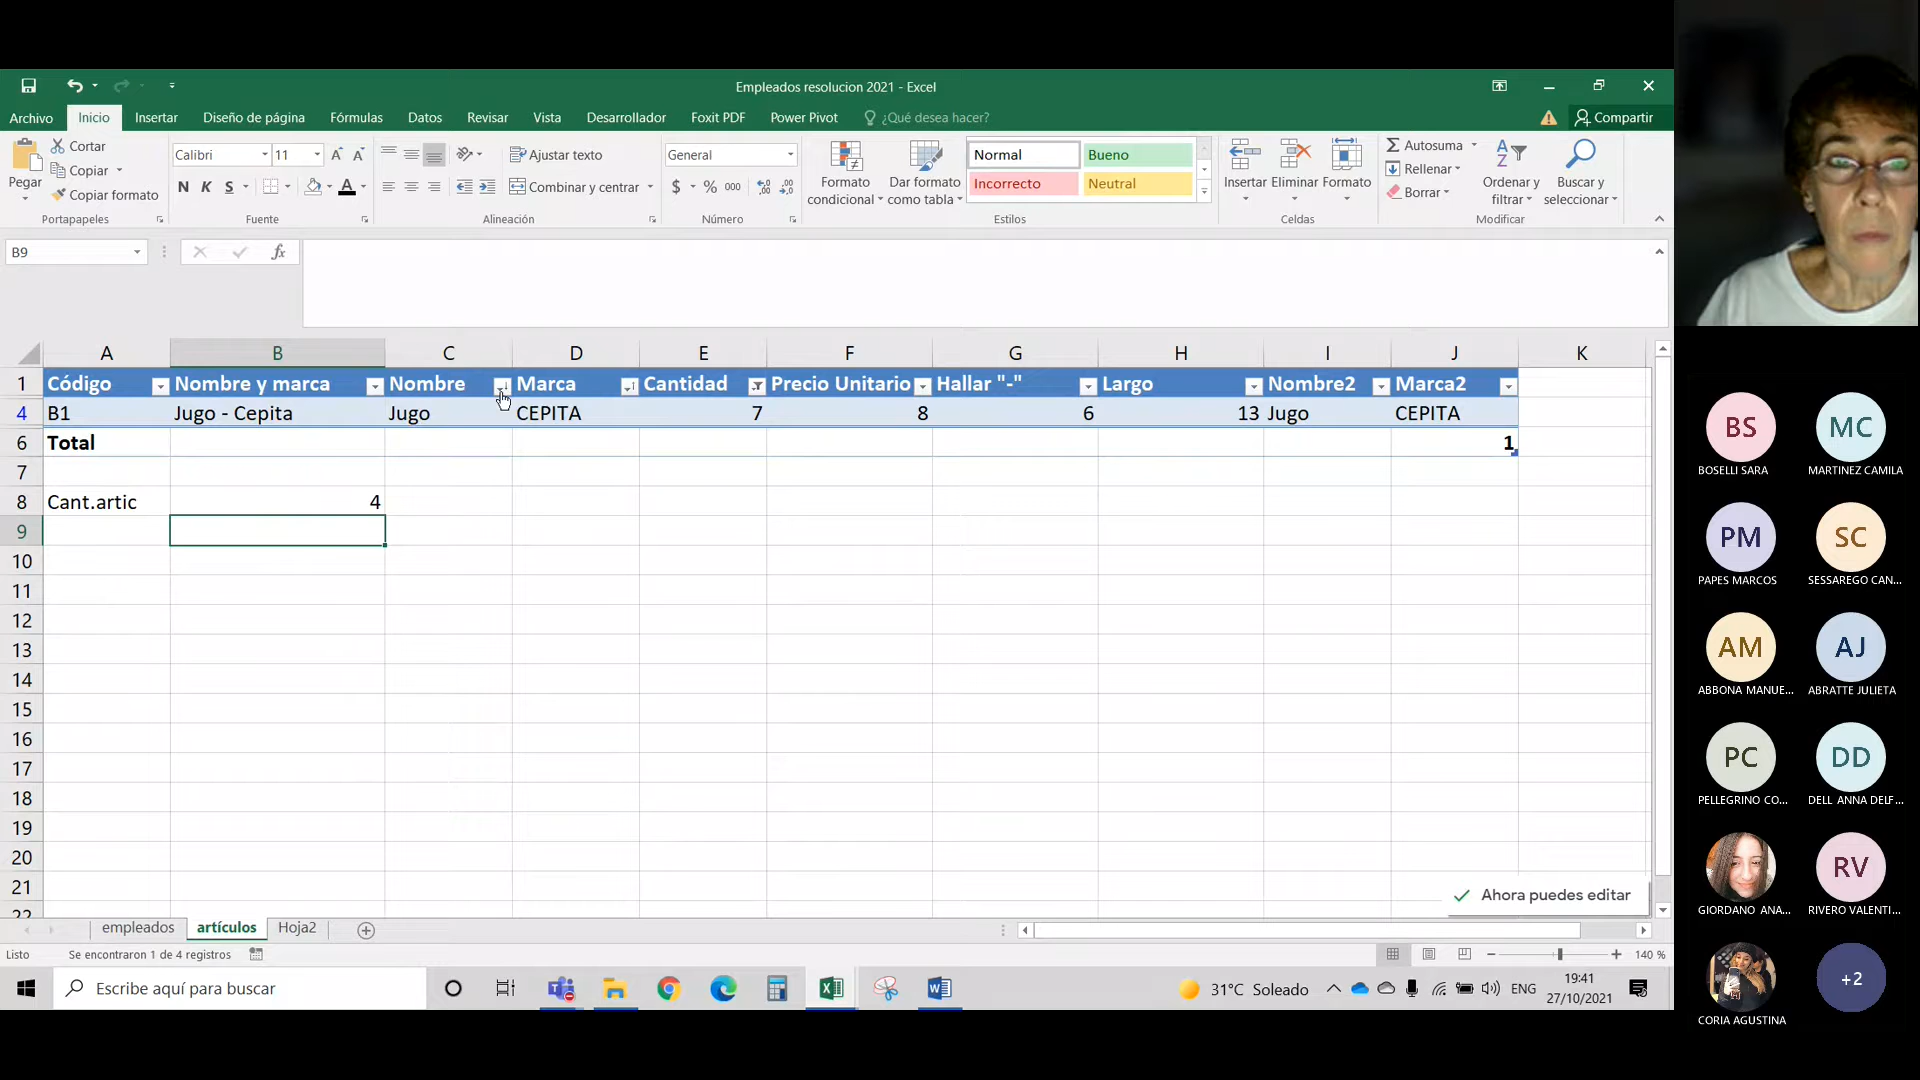 Empleados resolucion 2021 - Excel
Archivo Inicio Insertar Diseño de página Fórmulas Datos Revisar Vista Desarrollador Foxit PDF Power Pivot ¿Qué desea hacer? Compartir
Pegar
Cortar
Copiar
Copiar formato
Portapapeles
Calibri 11
N K S
Fuente
Ajustar texto
Combinar y centrar
Alineación
General
$ % 000
Número
Formato condicional
Dar formato como tabla
Normal Bueno
Incorrecto Neutral
Estilos
Insertar Eliminar Formato
Celdas
Autosuma
Rellenar
Borrar
Ordenar y filtrar
Buscar y seleccionar
Modificar
B9 fx
A B C D E F G H I J K
1 Código Nombre y marca Nombre Marca Cantidad Precio Unitario Hallar "-" Largo Nombre2 Marca2
4 B1 Jugo - Cepita Jugo CEPITA 7 8 6 13 Jugo CEPITA
6 Total 1
7
8 Cant.artic 4
9
10
11
12
13
14
15
16
17
18
19
20
21
22
Ahora puedes editar
empleados artículos Hoja2
Listo Se encontraron 1 de 4 registros 140 %
Escribe aquí para buscar
31°C Soleado
ENG
19:41
27/10/2021
BS MC
BOSELLI SARA MARTINEZ CAMILA
PM SC
PAPES MARCOS SESSAREGO CAN...
AM AJ
ABBONA MANUE... ABRATTE JULIETA
PC DD
PELLEGRINO CO... DELL ANNA DELF...
RV
GIORDANO ANA... RIVERO VALENTI...
+2
CORIA AGUSTINA